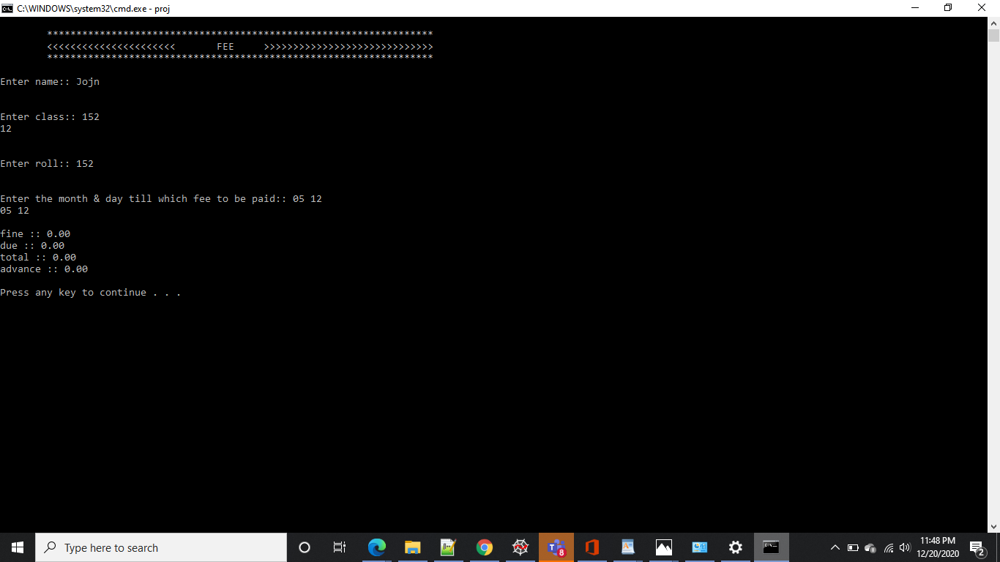 C:\WINDOWS\system32\cmd.exe - proj
******************************************************************
<<<<<<<<<<<<<<<<<<<<<< FEE >>>>>>>>>>>>>>>>>>>>>>>>>>>>>
******************************************************************
Enter name:: Jojn
Enter class:: 152
12
Enter roll:: 152
Enter the month & day till which fee to be paid:: 05 12
05 12
fine :: 0.00
due :: 0.00
total :: 0.00
advance :: 0.00
Press any key to continue . . .
Type here to search
8
11:48 PM
12/20/2020
2